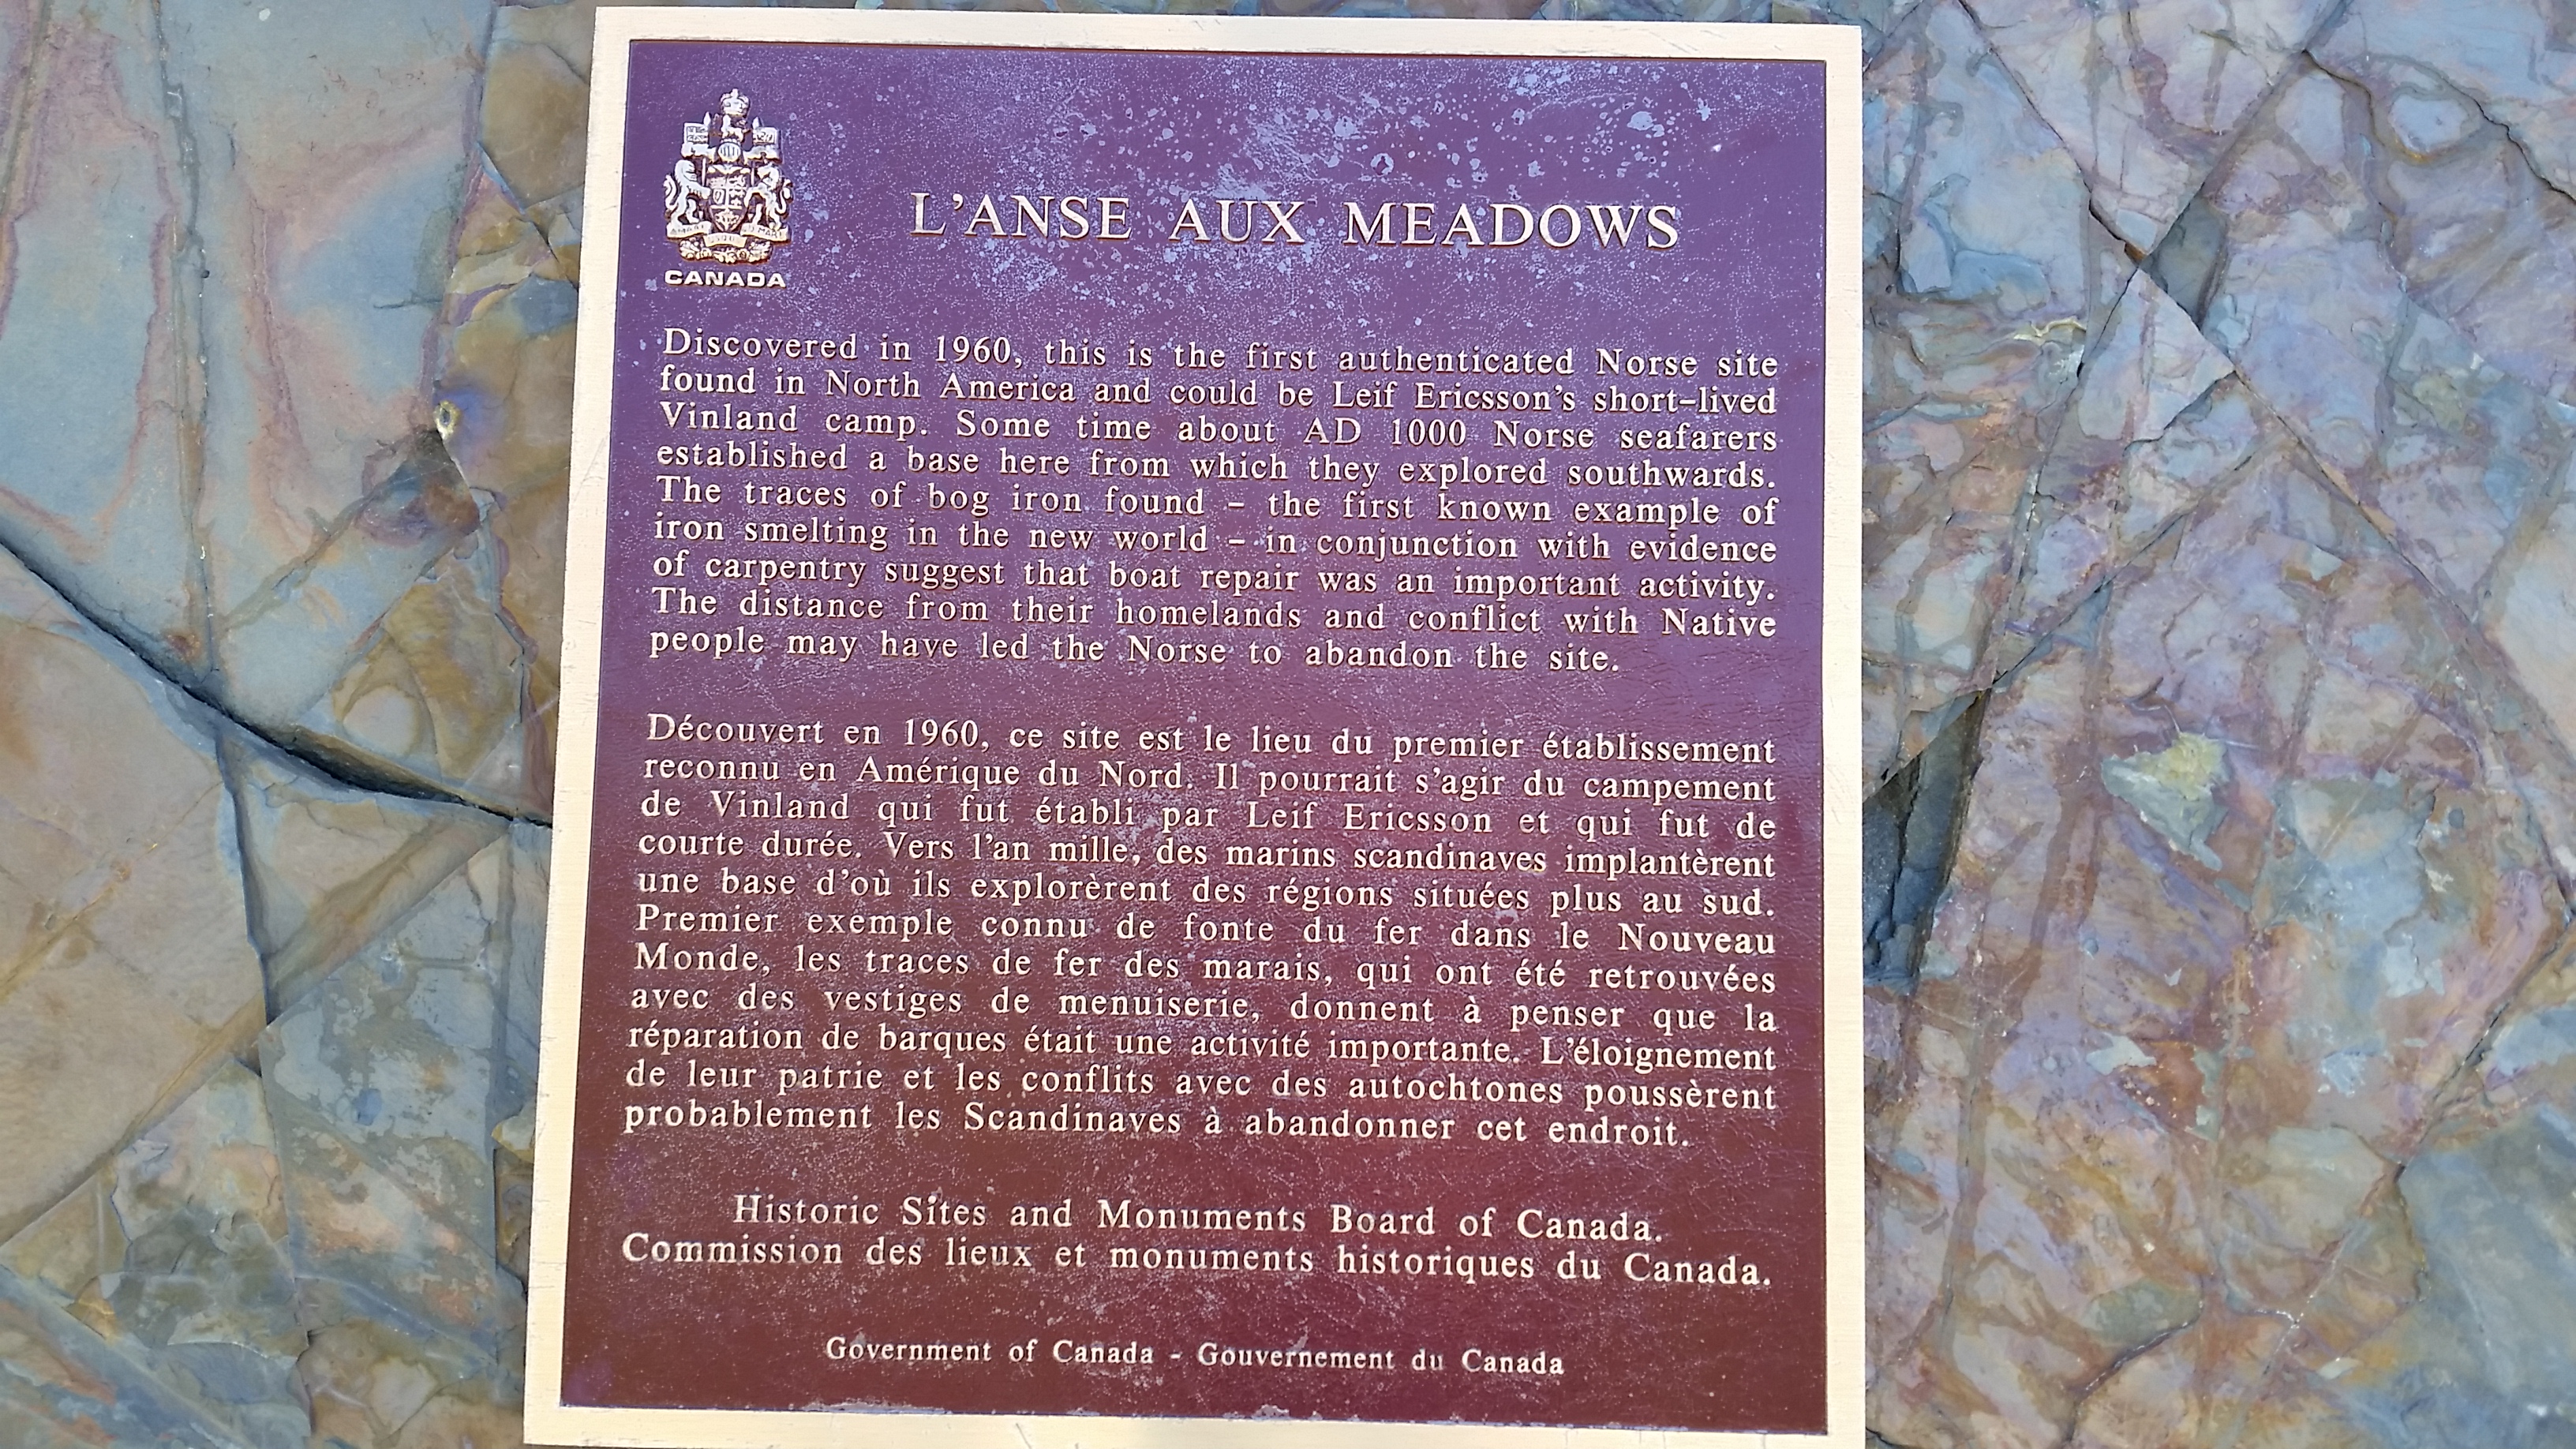 CANADA
L'ANSE AUX MEADOWS
Discovered in 1960, this is the first authenticated Norse site
found in North America and could be Leif Ericsson's short-lived
Vinland camp. Some time about AD 1000 Norse seafarers
established a base here from which they explored southwards.
The traces of bog iron found – the first known example of
iron smelting in the new world – in conjunction with evidence
of carpentry suggest that boat repair was an important activity.
The distance from their homelands and conflict with Native
people may have led the Norse to abandon the site.
Découvert en 1960, ce site est le lieu du premier établissement
reconnu en Amérique du Nord. Il pourrait s'agir du campement
de Vinland qui fut établi par Leif Ericsson et qui fut de
courte durée. Vers l'an mille, des marins scandinaves implantèrent
une base d'où ils explorèrent des régions situées plus au sud.
Premier exemple connu de fonte du fer dans le Nouveau
Monde, les traces de fer des marais, qui ont été retrouvées
avec des vestiges de menuiserie, donnent à penser que la
réparation de barques était une activité importante. L'éloignement
de leur patrie et les conflits avec des autochtones poussèrent
probablement les Scandinaves à abandonner cet endroit.
Historic Sites and Monuments Board of Canada.
Commission des lieux et monuments historiques du Canada.
Government of Canada - Gouvernement du Canada